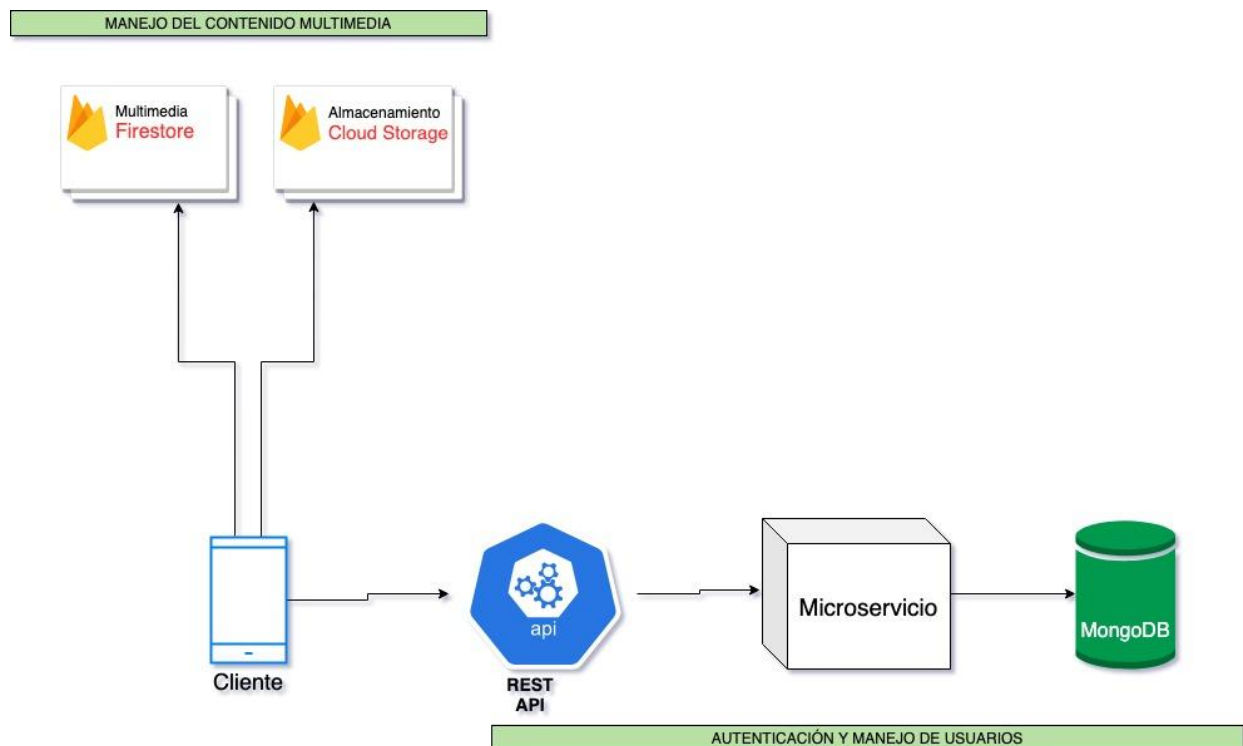 MANEJO DEL CONTENIDO MULTIMEDIA
Multimedia
Firestore
Almacenamiento
Cloud Storage
Cliente
api
REST
API
Microservicio
MongoDB
AUTENTICACIÓN Y MANEJO DE USUARIOS